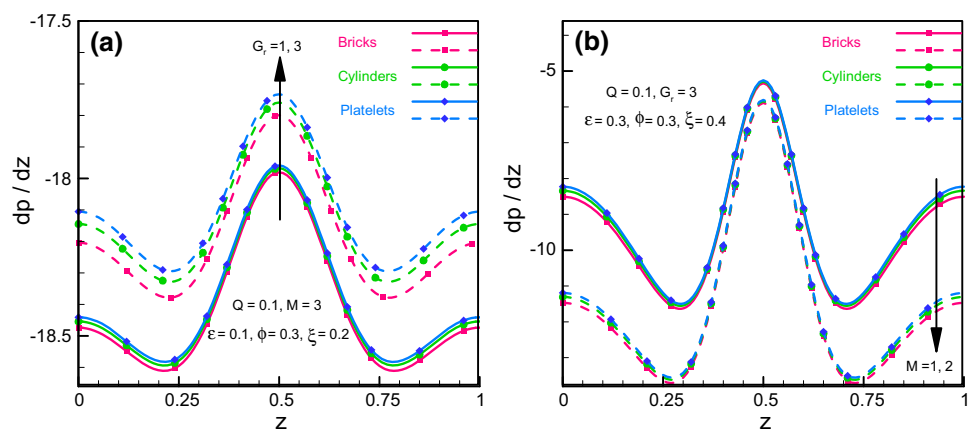 (a)
G_r =1, 3
Bricks
Cylinders
Platelets
Q = 0.1, M = 3
ε = 0.1, ϕ = 0.3, ξ = 0.2
-17.5
-18
-18.5
dp / dz
0
0.25
0.5
0.75
1
z
(b)
Q = 0.1, G_r = 3
ε = 0.3, ϕ = 0.3, ξ = 0.4
Bricks
Cylinders
Platelets
M =1, 2
-5
-10
dp / dz
0
0.25
0.5
0.75
1
z